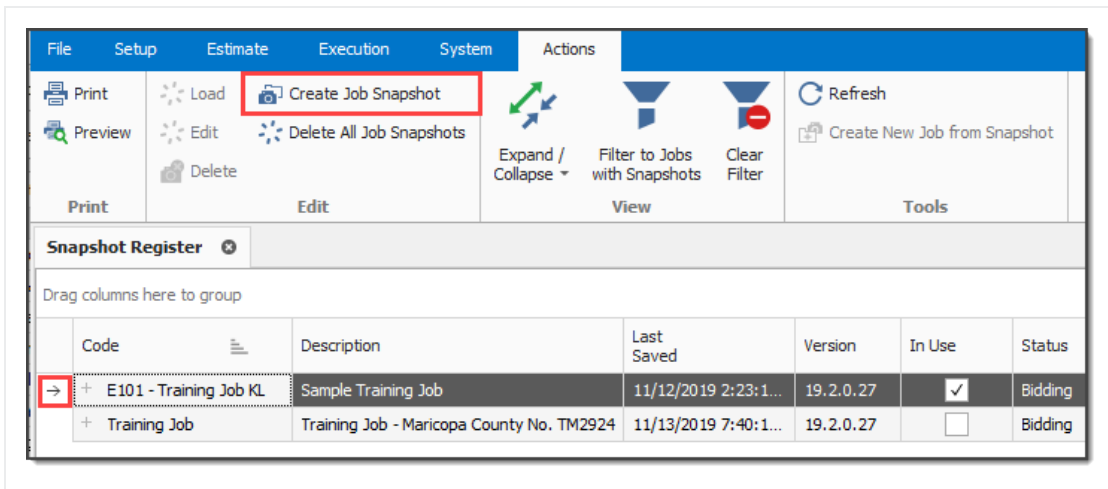 File Setup Estimate Execution System Actions
Print Load Create Job Snapshot Refresh
Preview Edit Delete All Job Snapshots Create New Job from Snapshot
Delete
Expand / Filter to Jobs Clear
Collapse with Snapshots Filter
Print Edit View Tools
Snapshot Register
Drag columns here to group
Code Description Last Saved Version In Use Status
E101 - Training Job KL Sample Training Job 11/12/2019 2:23:1... 19.2.0.27 Bidding
Training Job Training Job - Maricopa County No. TM2924 11/13/2019 7:40:1... 19.2.0.27 Bidding